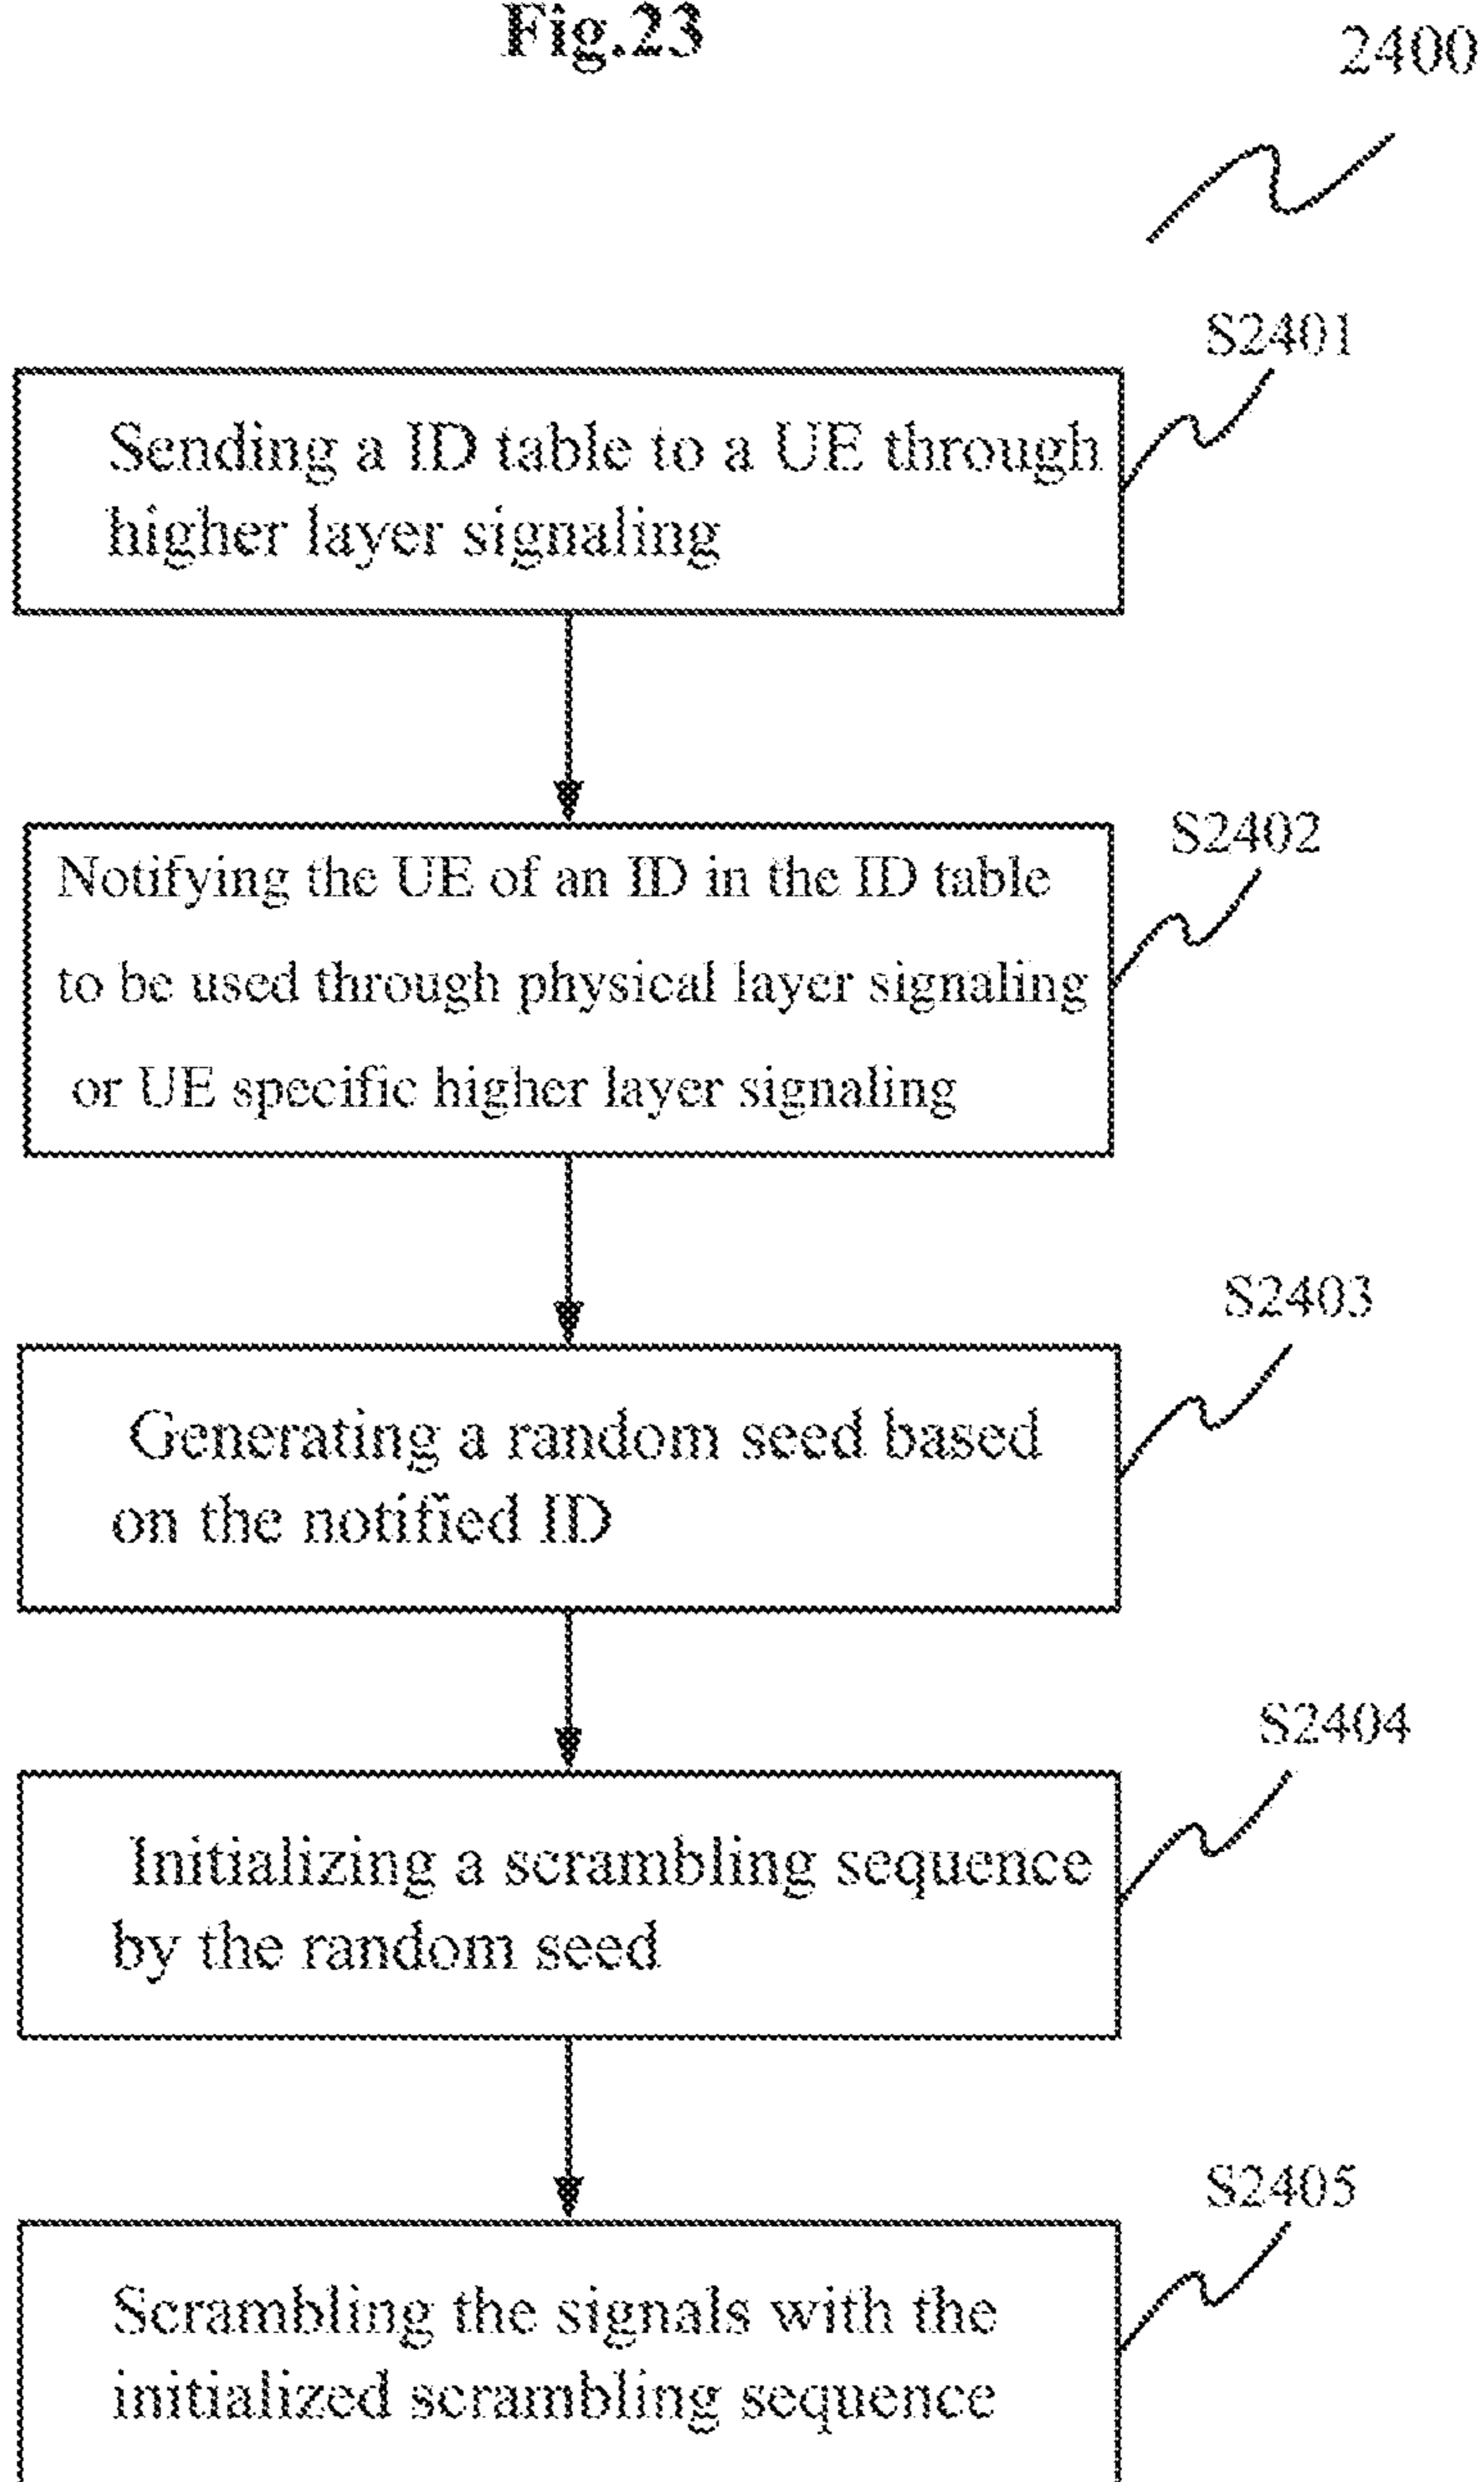 Fig.23
2400
S2401
Sending a ID table to a UE through
higher layer signaling
S2402
Notifying the UE of an ID in the ID table
to be used through physical layer signaling
or UE specific higher layer signaling
S2403
Generating a random seed based
on the notified ID
S2404
Initializing a scrambling sequence
by the random seed
S2405
Scrambling the signals with the
initialized scrambling sequence